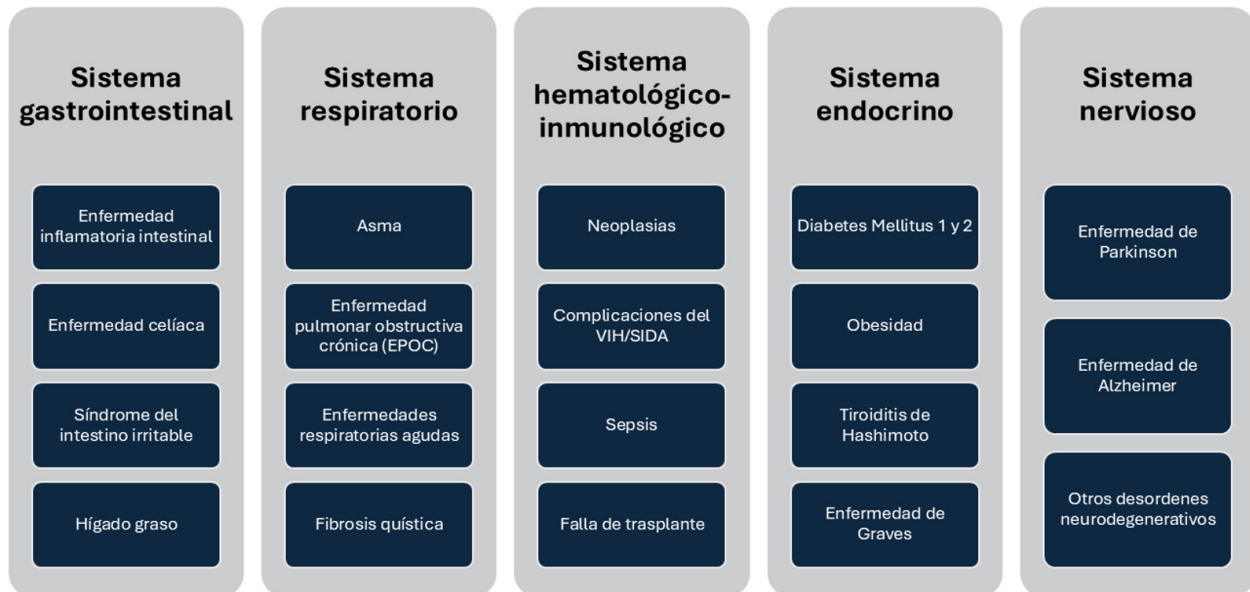 Sistema
gastrointestinal
Enfermedad
inflamatoria intestinal
Enfermedad celíaca
Síndrome del
intestino irritable
Hígado graso
Sistema
respiratorio
Asma
Enfermedad
pulmonar obstructiva
crónica (EPOC)
Enfermedades
respiratorias agudas
Fibrosis quística
Sistema
hematológico-
inmunológico
Neoplasias
Complicaciones del
VIH/SIDA
Sepsis
Falla de trasplante
Sistema
endocrino
Diabetes Mellitus 1 y 2
Obesidad
Tiroiditis de
Hashimoto
Enfermedad de
Graves
Sistema
nervioso
Enfermedad de
Parkinson
Enfermedad de
Alzheimer
Otros desordenes
neurodegenerativos